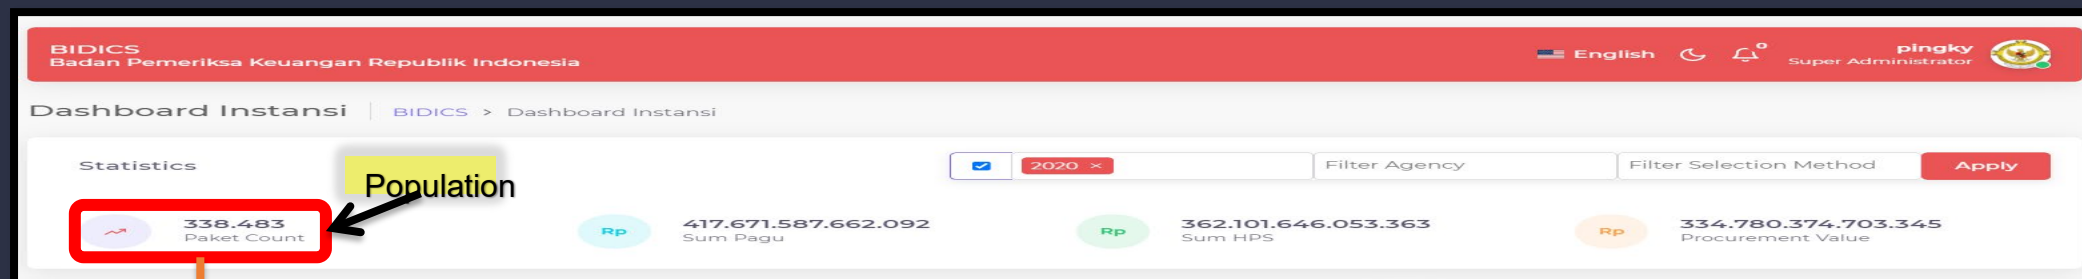 BIDICS
Badan Pemeriksa Keuangan Republik Indonesia
English
pingky
Super Administrator
Dashboard Instansi | BIDICS > Dashboard Instansi
Statistics
2020 ×
Filter Agency
Filter Selection Method
Apply
Population
338.483
Paket Count
Rp
417.671.587.662.092
Sum Pagu
Rp
362.101.646.053.363
Sum HPS
Rp
334.780.374.703.345
Procurement Value